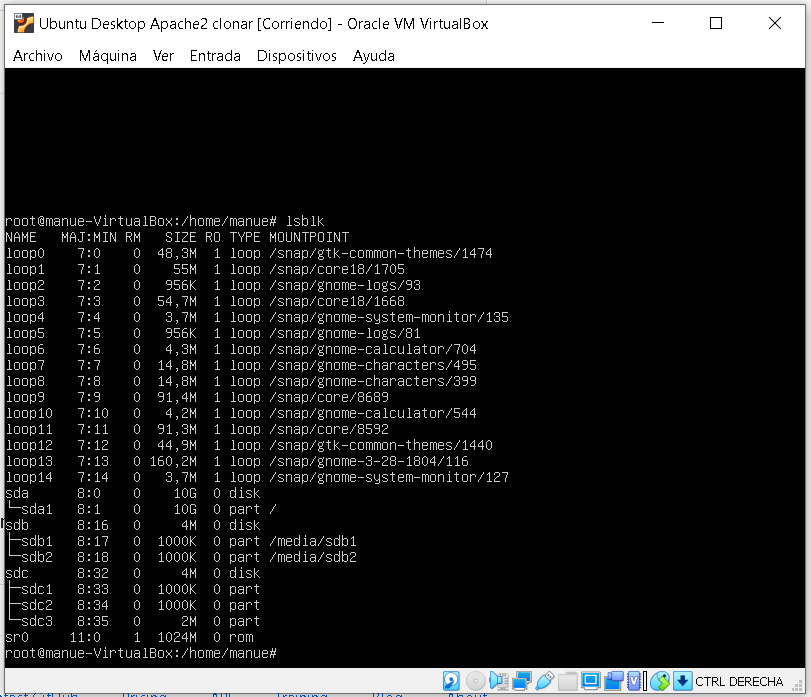 Ubuntu Desktop Apache2 clonar [Corriendo] - Oracle VM VirtualBox
Archivo Máquina Ver Entrada Dispositivos Ayuda
root@manue-VirtualBox:/home/manue# lsblk
NAME MAJ:MIN RM SIZE RO TYPE MOUNTPOINT
loop0 7:0 0 48,3M 1 loop /snap/gtk-common-themes/1474
loop1 7:1 0 55M 1 loop /snap/core18/1705
loop2 7:2 0 956K 1 loop /snap/gnome-logs/93
loop3 7:3 0 54,7M 1 loop /snap/core18/1668
loop4 7:4 0 3,7M 1 loop /snap/gnome-system-monitor/135
loop5 7:5 0 956K 1 loop /snap/gnome-logs/81
loop6 7:6 0 4,3M 1 loop /snap/gnome-calculator/704
loop7 7:7 0 14,8M 1 loop /snap/gnome-characters/495
loop8 7:8 0 14,8M 1 loop /snap/gnome-characters/399
loop9 7:9 0 91,4M 1 loop /snap/core/8689
loop10 7:10 0 4,2M 1 loop /snap/gnome-calculator/544
loop11 7:11 0 91,3M 1 loop /snap/core/8592
loop12 7:12 0 44,9M 1 loop /snap/gtk-common-themes/1440
loop13 7:13 0 160,2M 1 loop /snap/gnome-3-28-1804/116
loop14 7:14 0 3,7M 1 loop /snap/gnome-system-monitor/127
sda 8:0 0 10G 0 disk
└─sda1 8:1 0 10G 0 part /
sdb 8:16 0 4M 0 disk
├─sdb1 8:17 0 1000K 0 part /media/sdb1
└─sdb2 8:18 0 1000K 0 part /media/sdb2
sdc 8:32 0 4M 0 disk
├─sdc1 8:33 0 1000K 0 part
├─sdc2 8:34 0 1000K 0 part
└─sdc3 8:35 0 2M 0 part
sr0 11:0 1 1024M 0 rom
root@manue-VirtualBox:/home/manue#
CTRL DERECHA